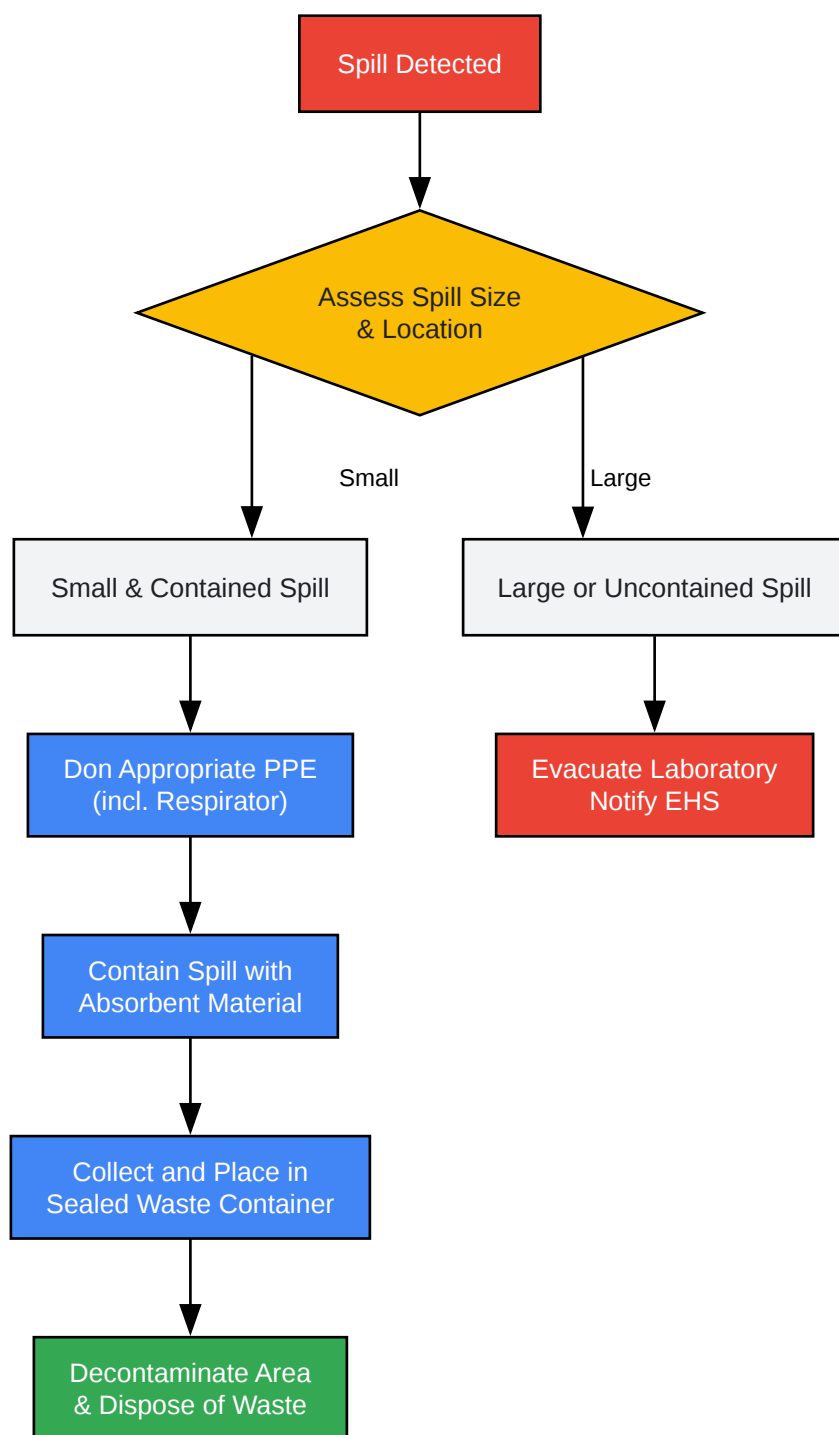 Spill Detected
Assess Spill Size
& Location
Small
Large
Small & Contained Spill
Large or Uncontained Spill
Don Appropriate PPE
(incl. Respirator)
Evacuate Laboratory
Notify EHS
Contain Spill with
Absorbent Material
Collect and Place in
Sealed Waste Container
Decontaminate Area
& Dispose of Waste